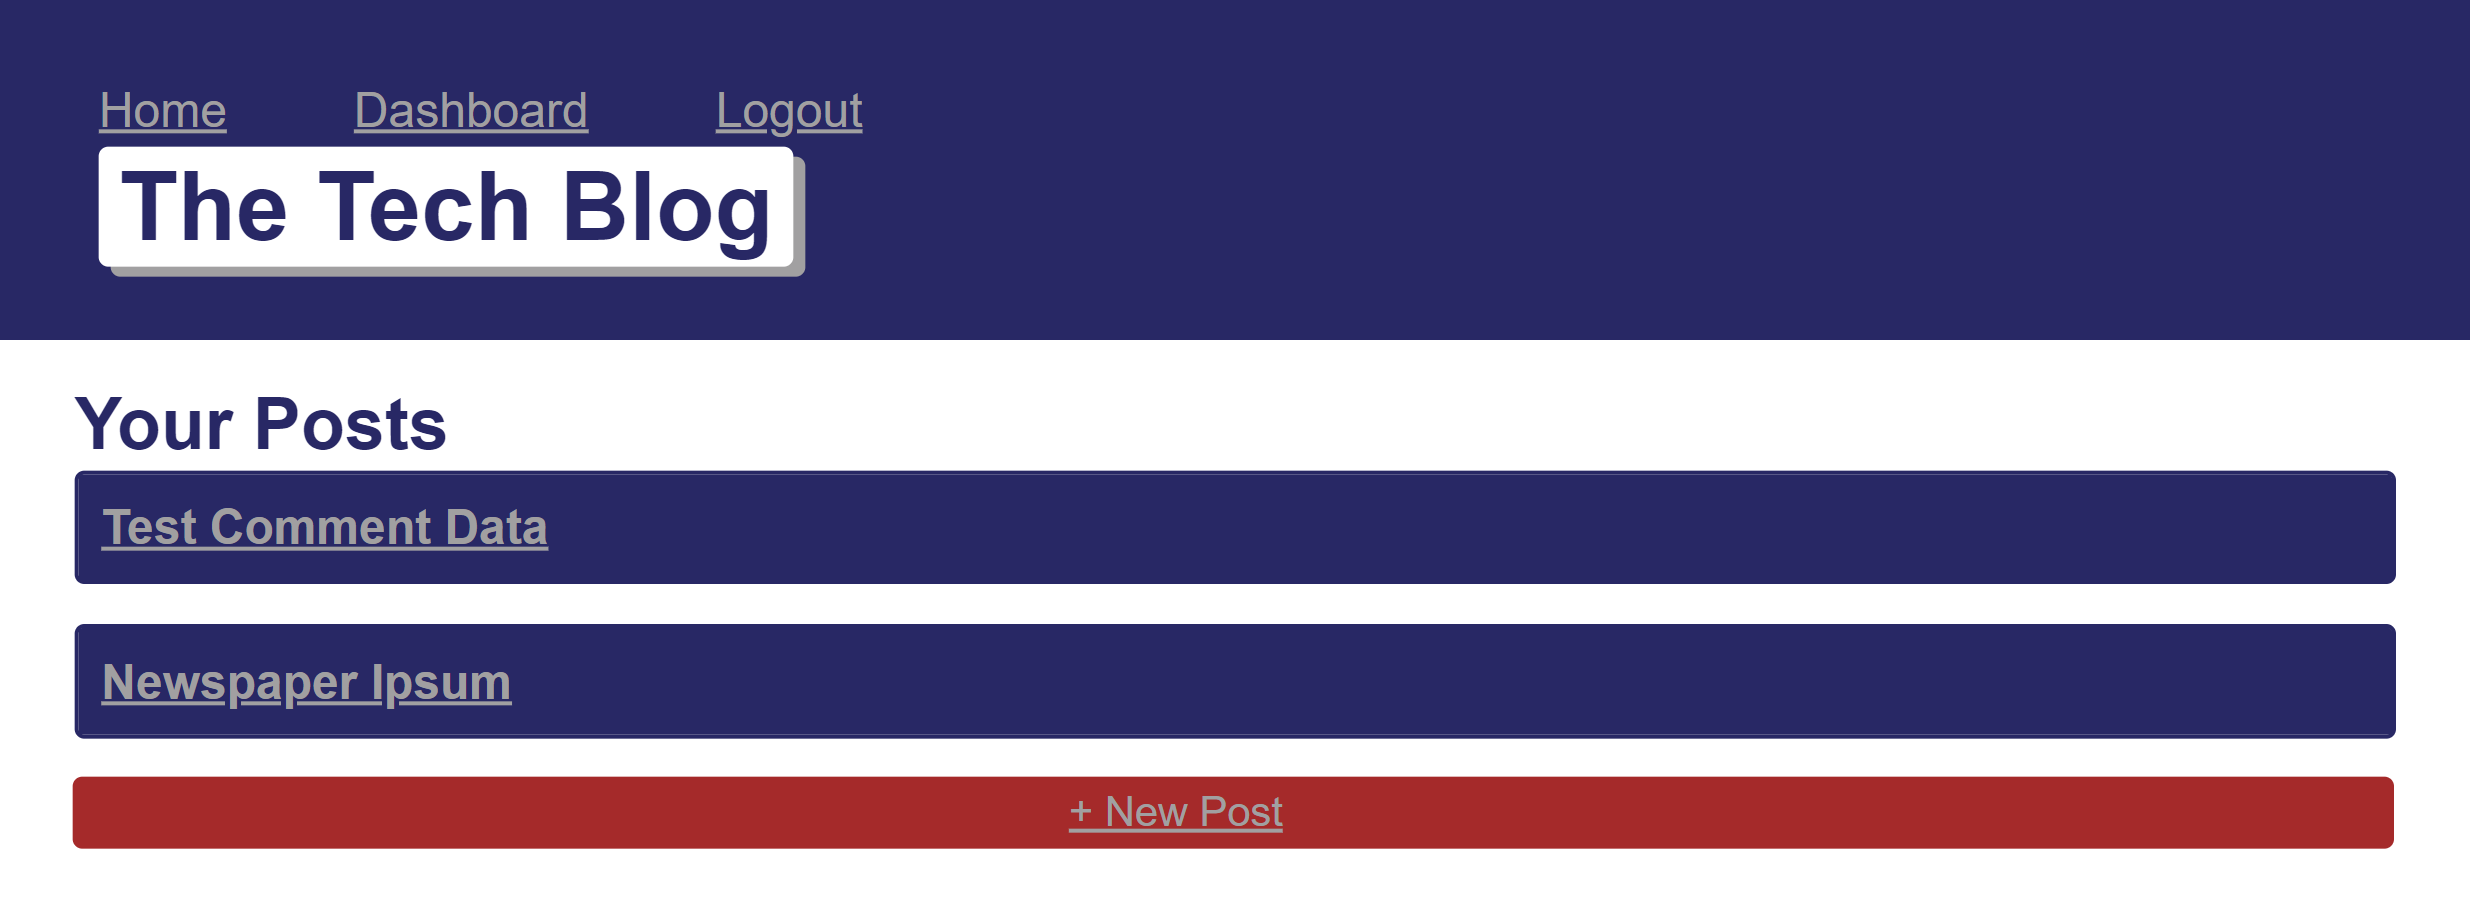 Home Dashboard Logout
The Tech Blog
Your Posts
Test Comment Data
Newspaper Ipsum
+ New Post